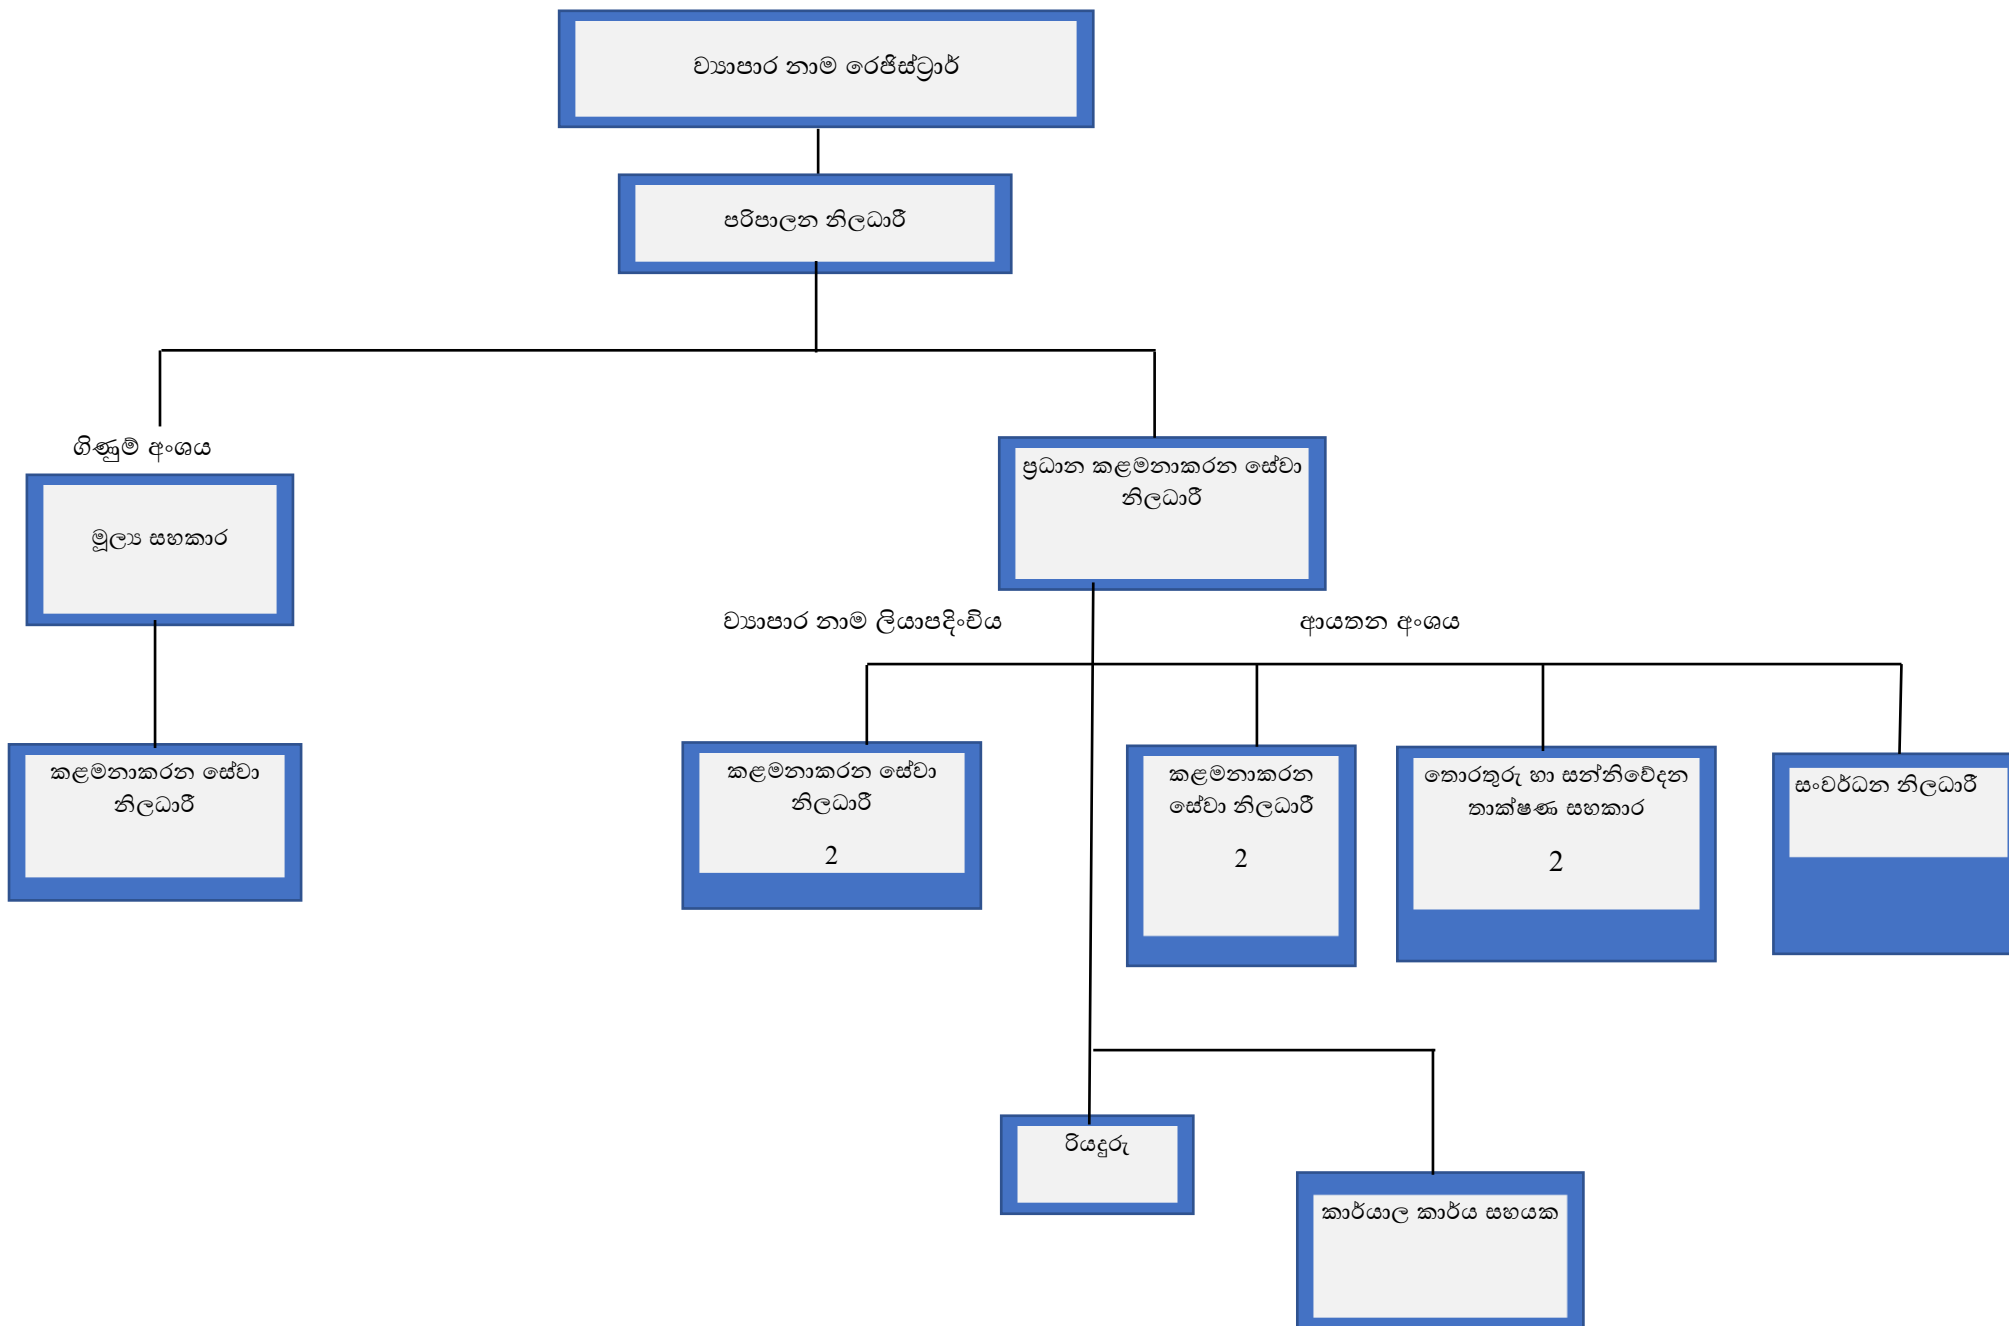 ව්‍යාපාර නාම රෙජිස්ට්‍රාර්
පරිපාලන නිලධාරී
ගිණුම් අංශය
මූල්‍ය සහකාර
ප්‍රධාන කළමනාකරන සේවා
නිලධාරී
ව්‍යාපාර නාම ලියාපදිංචිය
ආයතන අංශය
කළමනාකරන සේවා
නිලධාරී
කළමනාකරන සේවා
නිලධාරී
2
කළමනාකරන
සේවා නිලධාරී
2
තොරතුරු හා සන්නිවේදන
තාක්ෂණ සහකාර
2
සංවර්ධන නිලධාරී
රියදුරු
කාර්යාල කාර්ය සහයක